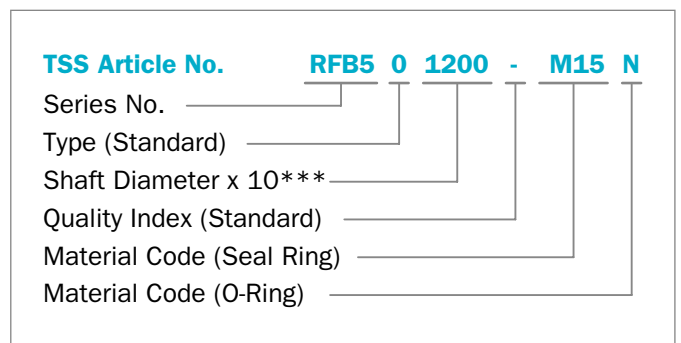 TSS Article No. RFB5 0 1200 - M15 N
Series No.
Type (Standard)
Shaft Diameter x 10***
Quality Index (Standard)
Material Code (Seal Ring)
Material Code (O-Ring)